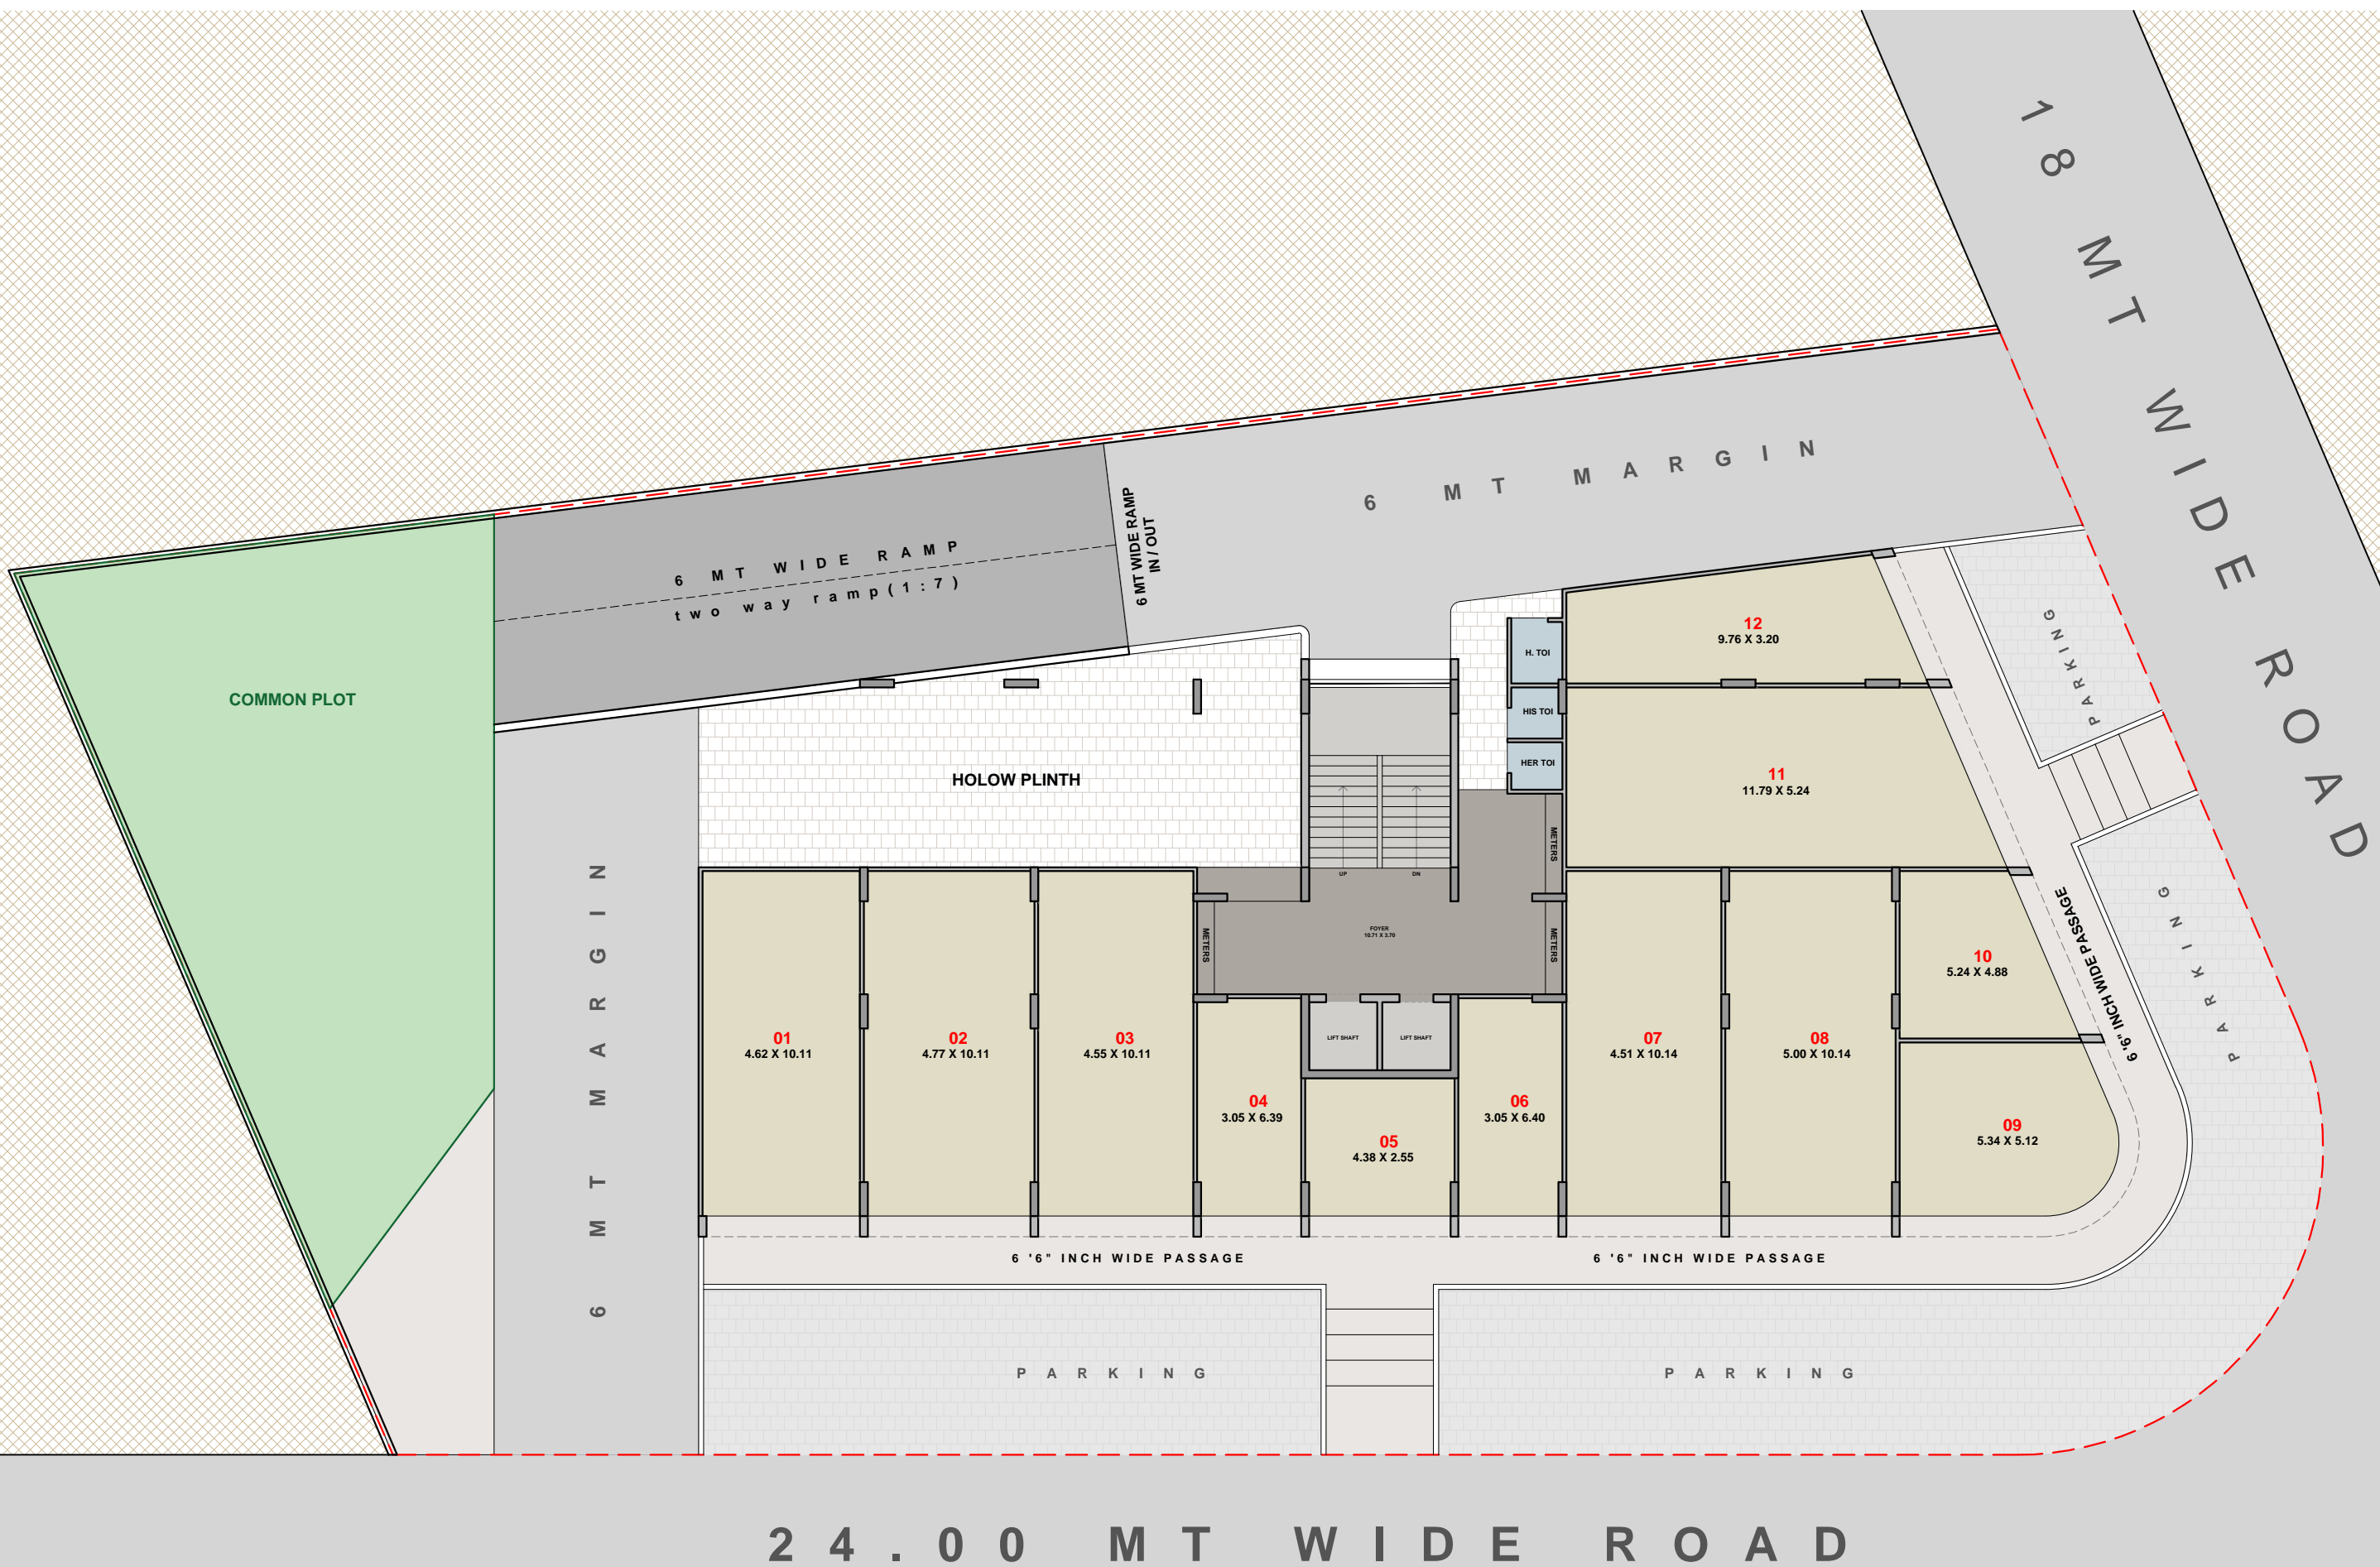 18 MT WIDE ROAD
6 MT MARGIN
6 MT WIDE RAMP
IN / OUT
6 MT WIDE RAMP
two way ramp(1:7)
COMMON PLOT
HOLOW PLINTH
H. TOI
HIS TOI
HER TOI
12
9.76 X 3.20
PARKING
11
11.79 X 5.24
METERS
UP
DN
FOYER
10.71 X 3.70
METERS
METERS
6 MT MARGIN
01
4.62 X 10.11
02
4.77 X 10.11
03
4.55 X 10.11
04
3.05 X 6.39
LIFT SHAFT
LIFT SHAFT
05
4.38 X 2.55
06
3.05 X 6.40
07
4.51 X 10.14
08
5.00 X 10.14
10
5.24 X 4.88
09
5.34 X 5.12
6'6" INCH WIDE PASSAGE
PARKING
6 '6" INCH WIDE PASSAGE
6 '6" INCH WIDE PASSAGE
PARKING
PARKING
24.00 MT WIDE ROAD